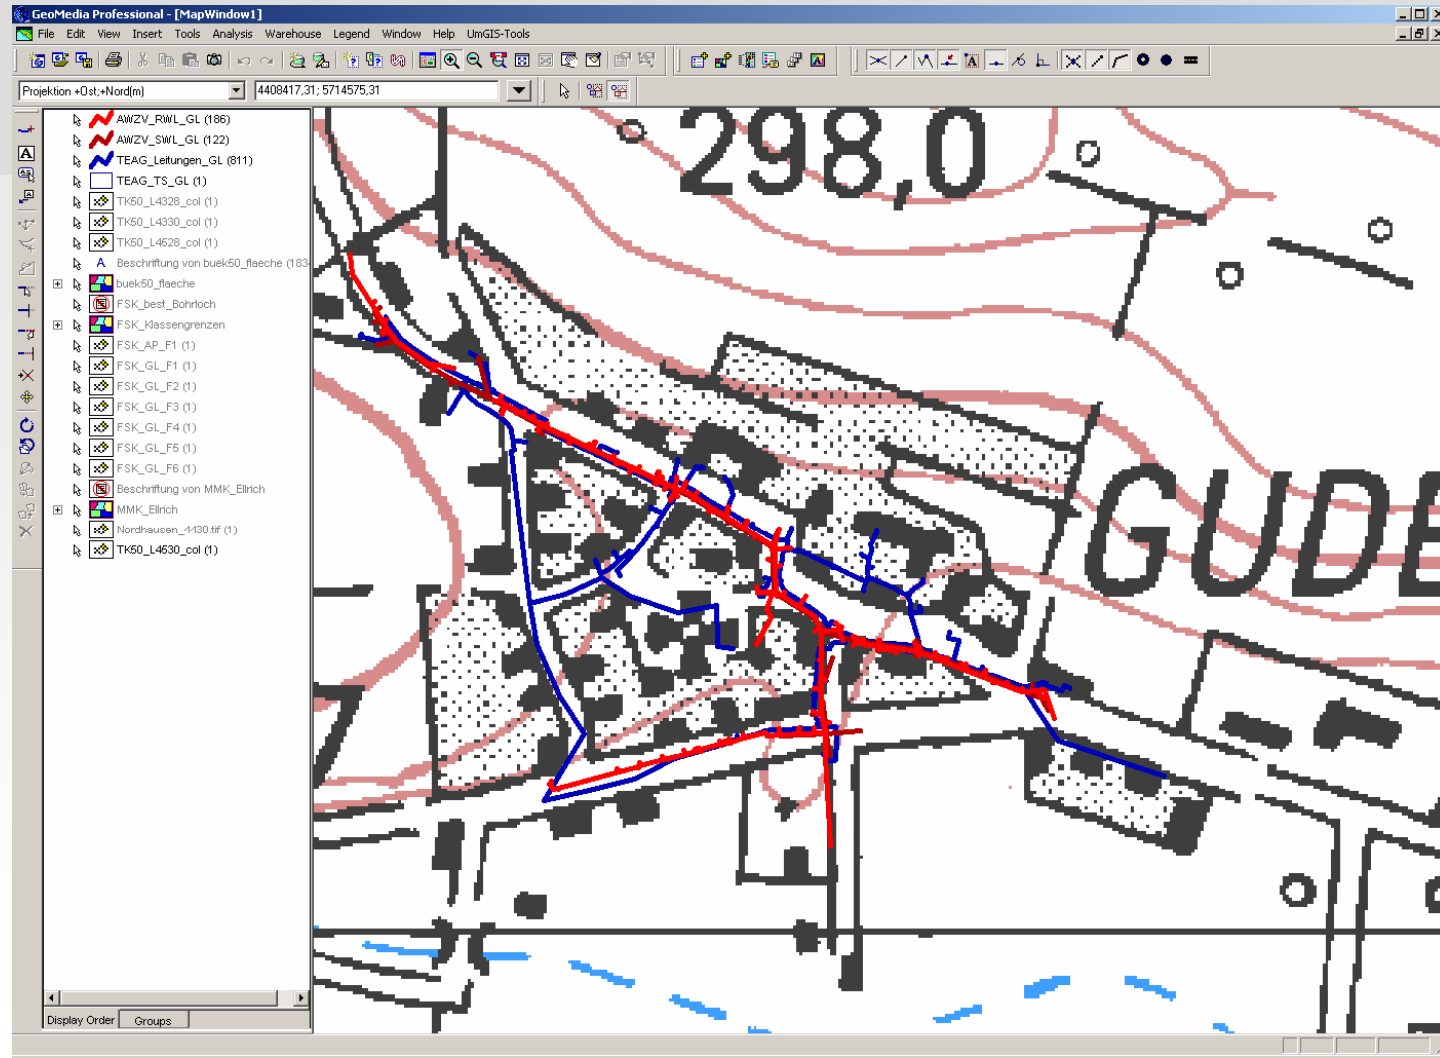 GeoMedia Professional - [MapWindow1]
File Edit View Insert Tools Analysis Warehouse Legend Window Help UmGIS-Tools
Projektion +Ost;+Nord(m) 4408417,31; 5714575,31
AWZV_RWL_GL (186)
AWZV_SWL_GL (122)
TEAG_Leitungen_GL (811)
TEAG_TS_GL (1)
TK50_L4328_col (1)
TK50_L4330_col (1)
TK50_L4528_col (1)
A Beschriftung von buek50_flaeche (183
buek50_flaeche
FSK_best_Bohrloch
FSK_Klassengrenzen
FSK_AP_F1 (1)
FSK_GL_F1 (1)
FSK_GL_F2 (1)
FSK_GL_F3 (1)
FSK_GL_F4 (1)
FSK_GL_F5 (1)
FSK_GL_F6 (1)
Beschriftung von MMK_Ellrich
MMK_Ellrich
Nordhausen_4430.tif (1)
TK50_L4530_col (1)
Display Order Groups
298,0
GUDE